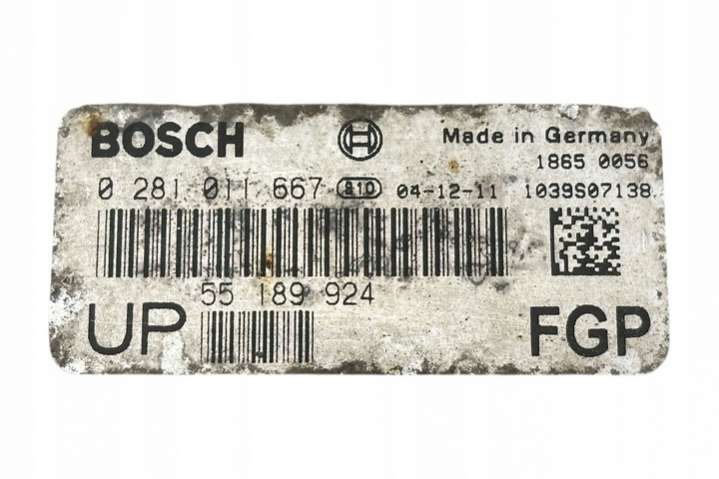 BOSCH
Made in Germany
1865 0056
0 281 011 667 S10 04-12-11 1039S07138
55 189 924
UP
FGP